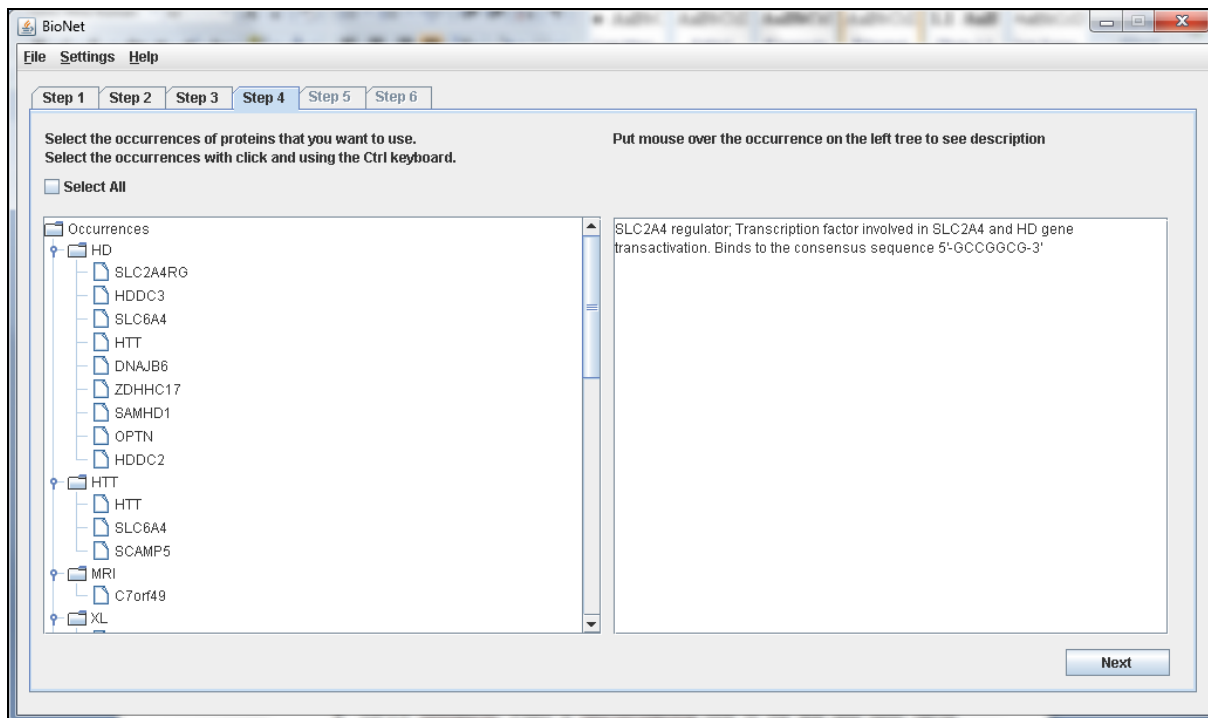 BioNet
File Settings Help
Step 1 Step 2 Step 3 Step 4 Step 5 Step 6
Select the occurrences of proteins that you want to use.
Select the occurrences with click and using the Ctrl keyboard.
Put mouse over the occurrence on the left tree to see description
Select All
Occurrences
HD
SLC2A4RG
HDDC3
SLC6A4
HTT
DNAJB6
ZDHHC17
SAMHD1
OPTN
HDDC2
HTT
HTT
SLC6A4
SCAMP5
MRI
C7orf49
XL
SLC2A4 regulator; Transcription factor involved in SLC2A4 and HD gene
transactivation. Binds to the consensus sequence 5'-GCCGGCG-3'
Next